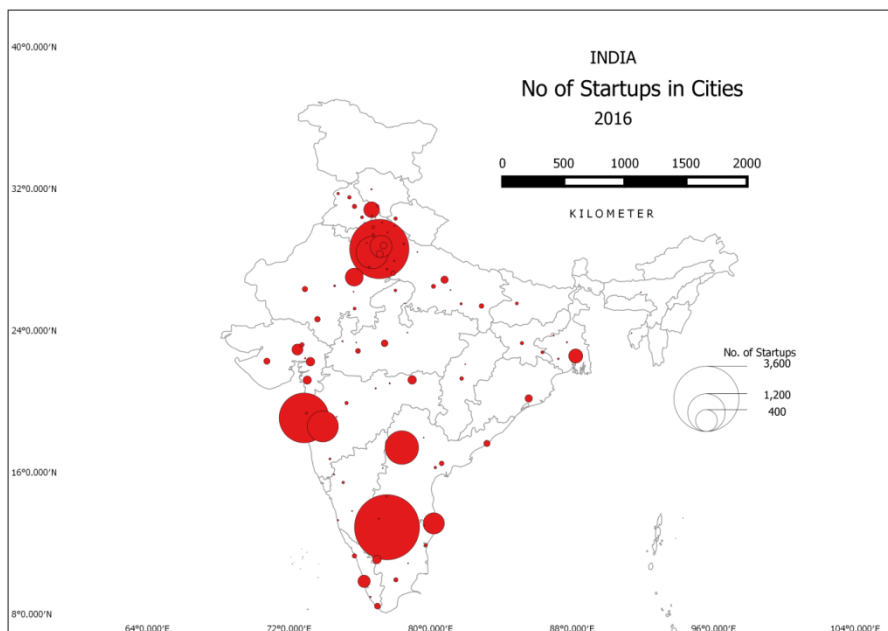 40°0.000'N
INDIA
No of Startups in Cities
2016
0 500 1000 1500 2000
KILOMETER
32°0.000'N
24°0.000'N
No. of Startups
3,600
1,200
400
16°0.000'N
8°0.000'N
64°0.000'E 72°0.000'E 80°0.000'E 88°0.000'E 96°0.000'E 104°0.000'E